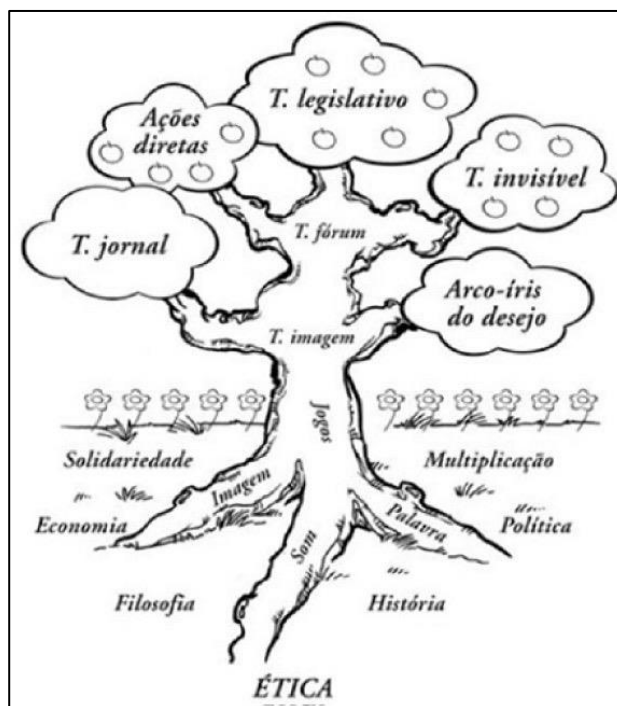 T. legislativo
Ações
diretas
T. invisível
T. fórum
T. jornal
Arco-íris
do desejo
T. imagem
Jogos
Solidariedade
Multiplicação
Imagem
Palavra
Economia
Política
Som
Filosofia
História
ÉTICA